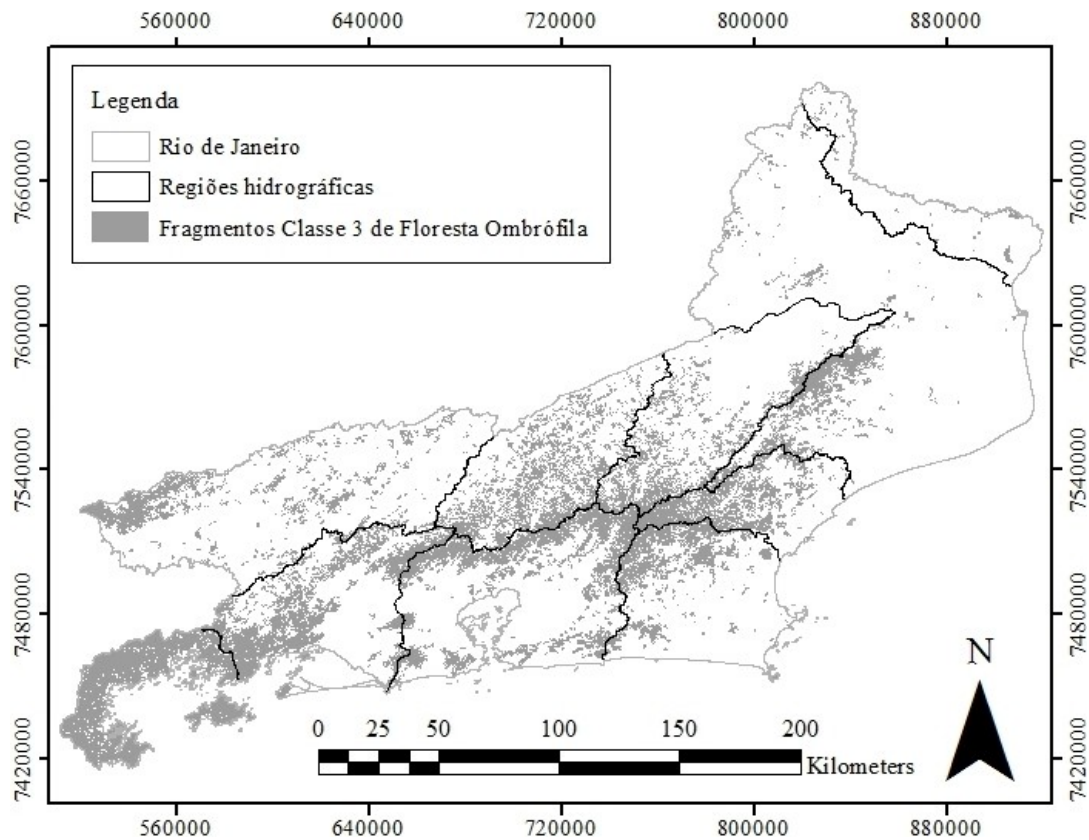 560000 640000 720000 800000 880000
Legenda
Rio de Janeiro
Regiões hidrográficas
Fragmentos Classe 3 de Floresta Ombrófila
7660000 7660000
7600000 7600000
7540000 7540000
7480000 7480000
7420000 7420000
N
0 25 50 100 150 200
Kilometers
560000 640000 720000 800000 880000